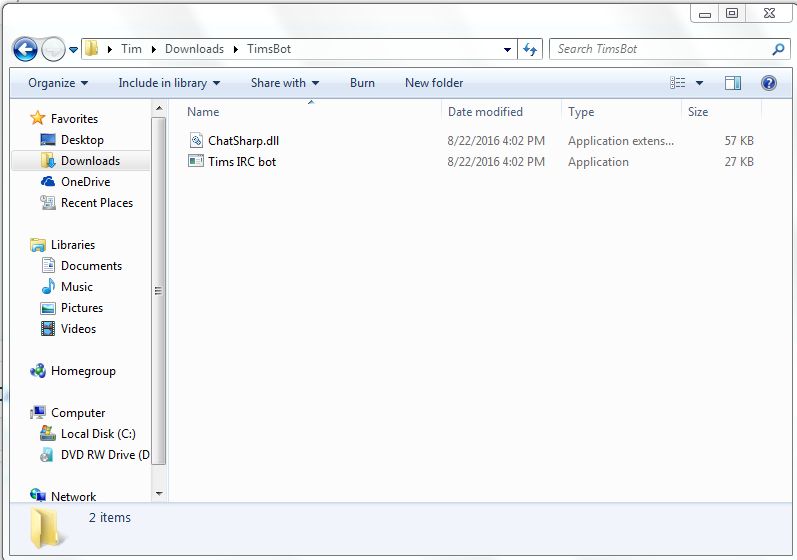 Tim Downloads TimsBot
Search TimsBot
Organize Include in library Share with Burn New folder
Name Date modified Type Size
Favorites
Desktop
Downloads
OneDrive
Recent Places
Libraries
Documents
Music
Pictures
Videos
Homegroup
Computer
Local Disk (C:)
DVD RW Drive (D
Network
ChatSharp.dll 8/22/2016 4:02 PM Application extens... 57 KB
Tims IRC bot 8/22/2016 4:02 PM Application 27 KB
2 items